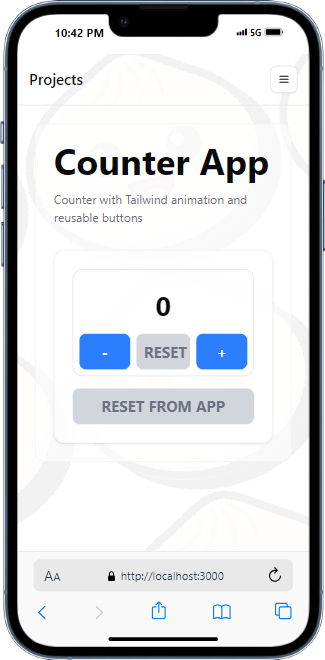 10:42 PM 5G
Projects
Counter App
Counter with Tailwind animation and
reusable buttons
0
- RESET +
RESET FROM APP
AA http://localhost:3000